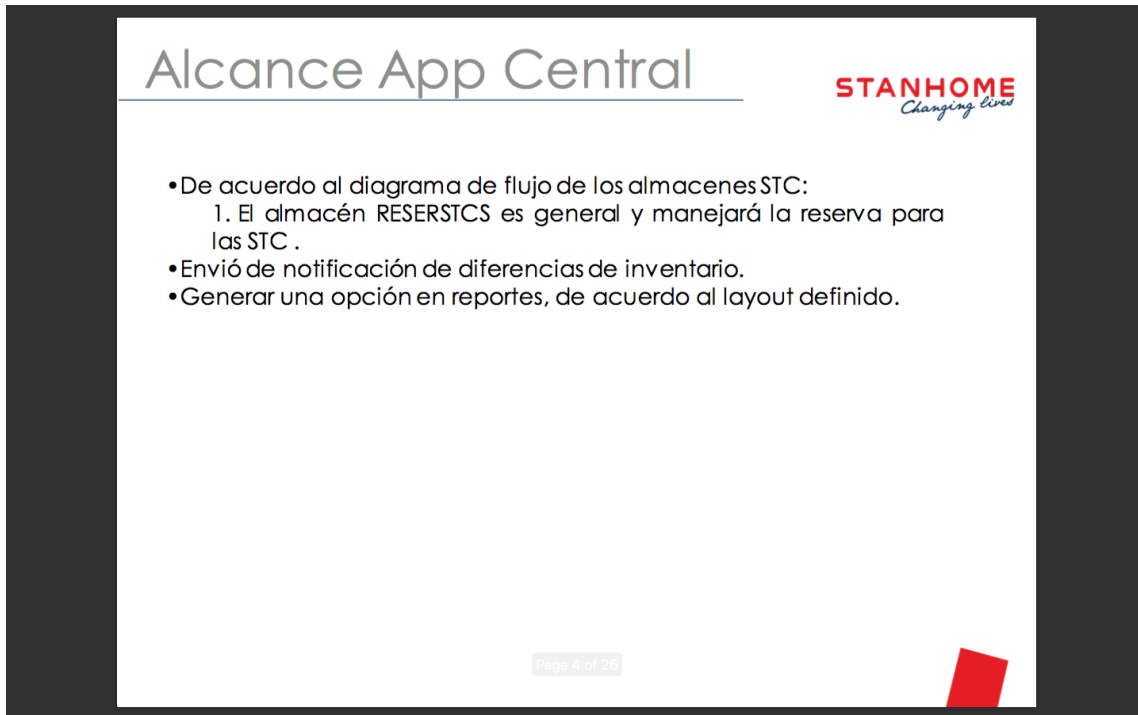 Alcance App Central
STANHOME
Changing lives
•De acuerdo al diagrama de flujo de los almacenes STC:
1. El almacén RESERSTCS es general y manejará la reserva para
las STC .
•Envió de notificación de diferencias de inventario.
•Generar una opción en reportes, de acuerdo al layout definido.
Page 4 of 26